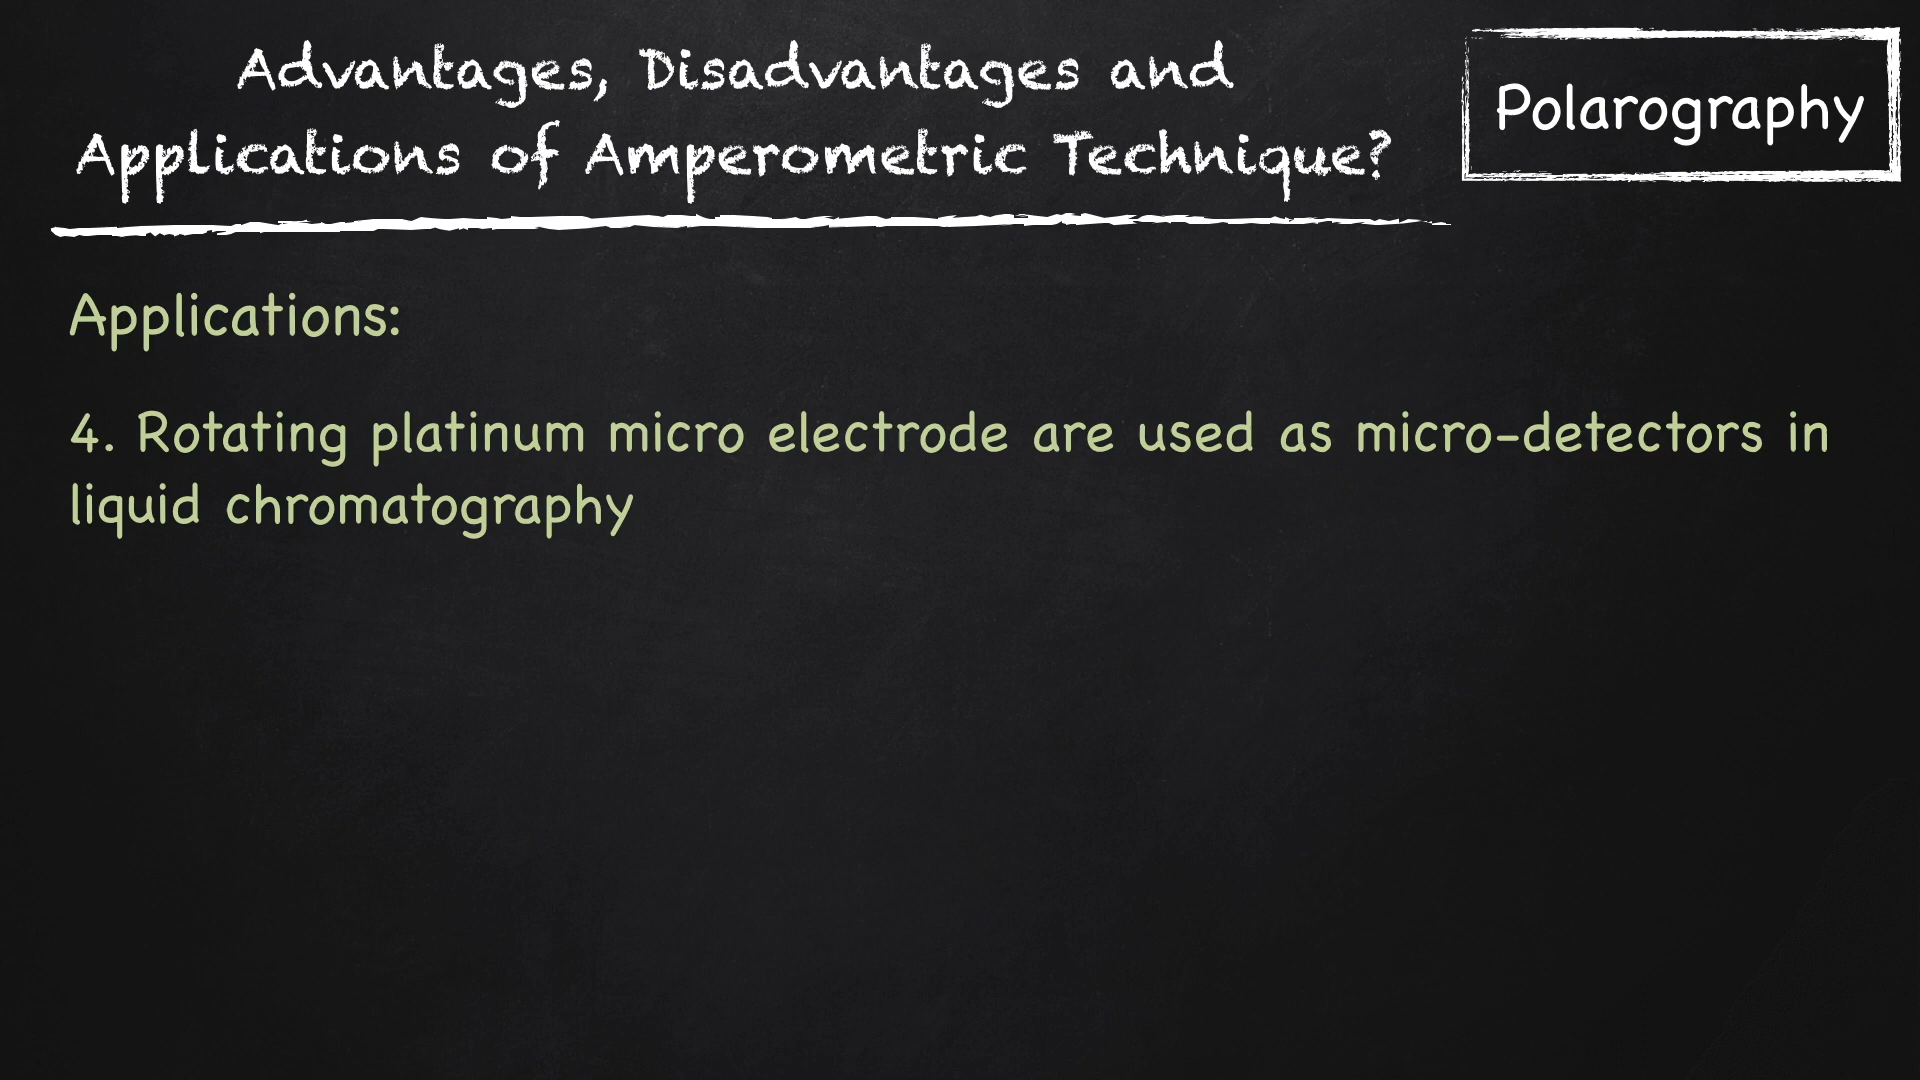 Advantages, Disadvantages and
Applications of Amperometric Technique?
Polarography
Applications:
4. Rotating platinum micro electrode are used as micro-detectors in
liquid chromatography